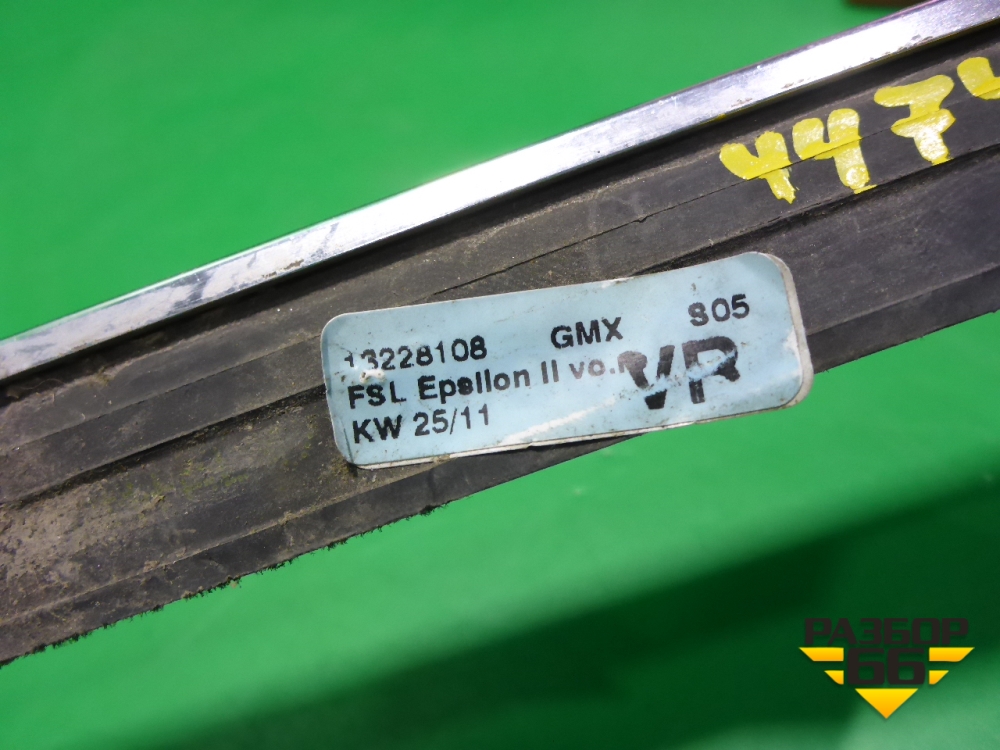 4474
13228108 GMX S05
FSL Epsilon II vo. VR
KW 25/11
РАЗБОР
66